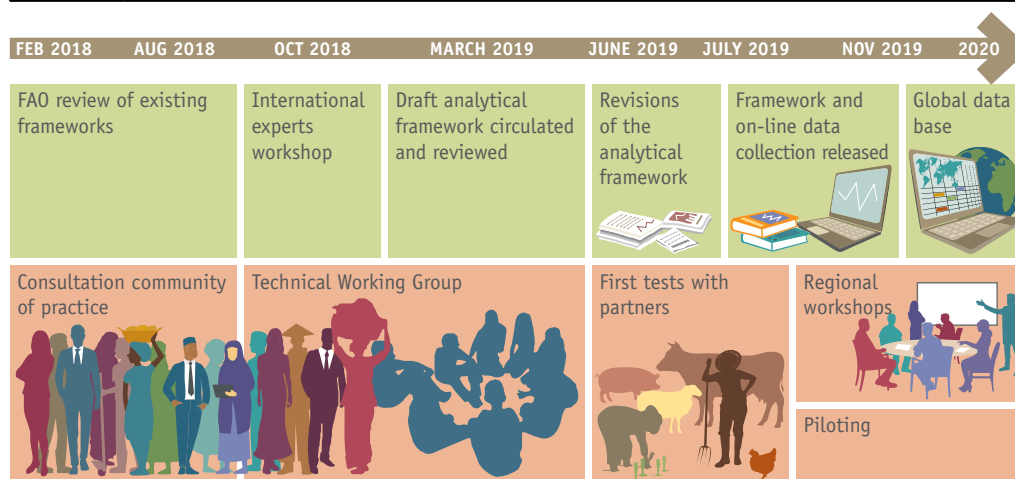 FEB 2018 AUG 2018 OCT 2018 MARCH 2019 JUNE 2019 JULY 2019 NOV 2019 2020
FAO review of existing
frameworks
International
experts
workshop
Draft analytical
framework circulated
and reviewed
Revisions
of the
analytical
framework
Framework and
on-line data
collection released
Global data
base
Consultation community
of practice
Technical Working Group
First tests with
partners
Regional
workshops
Piloting